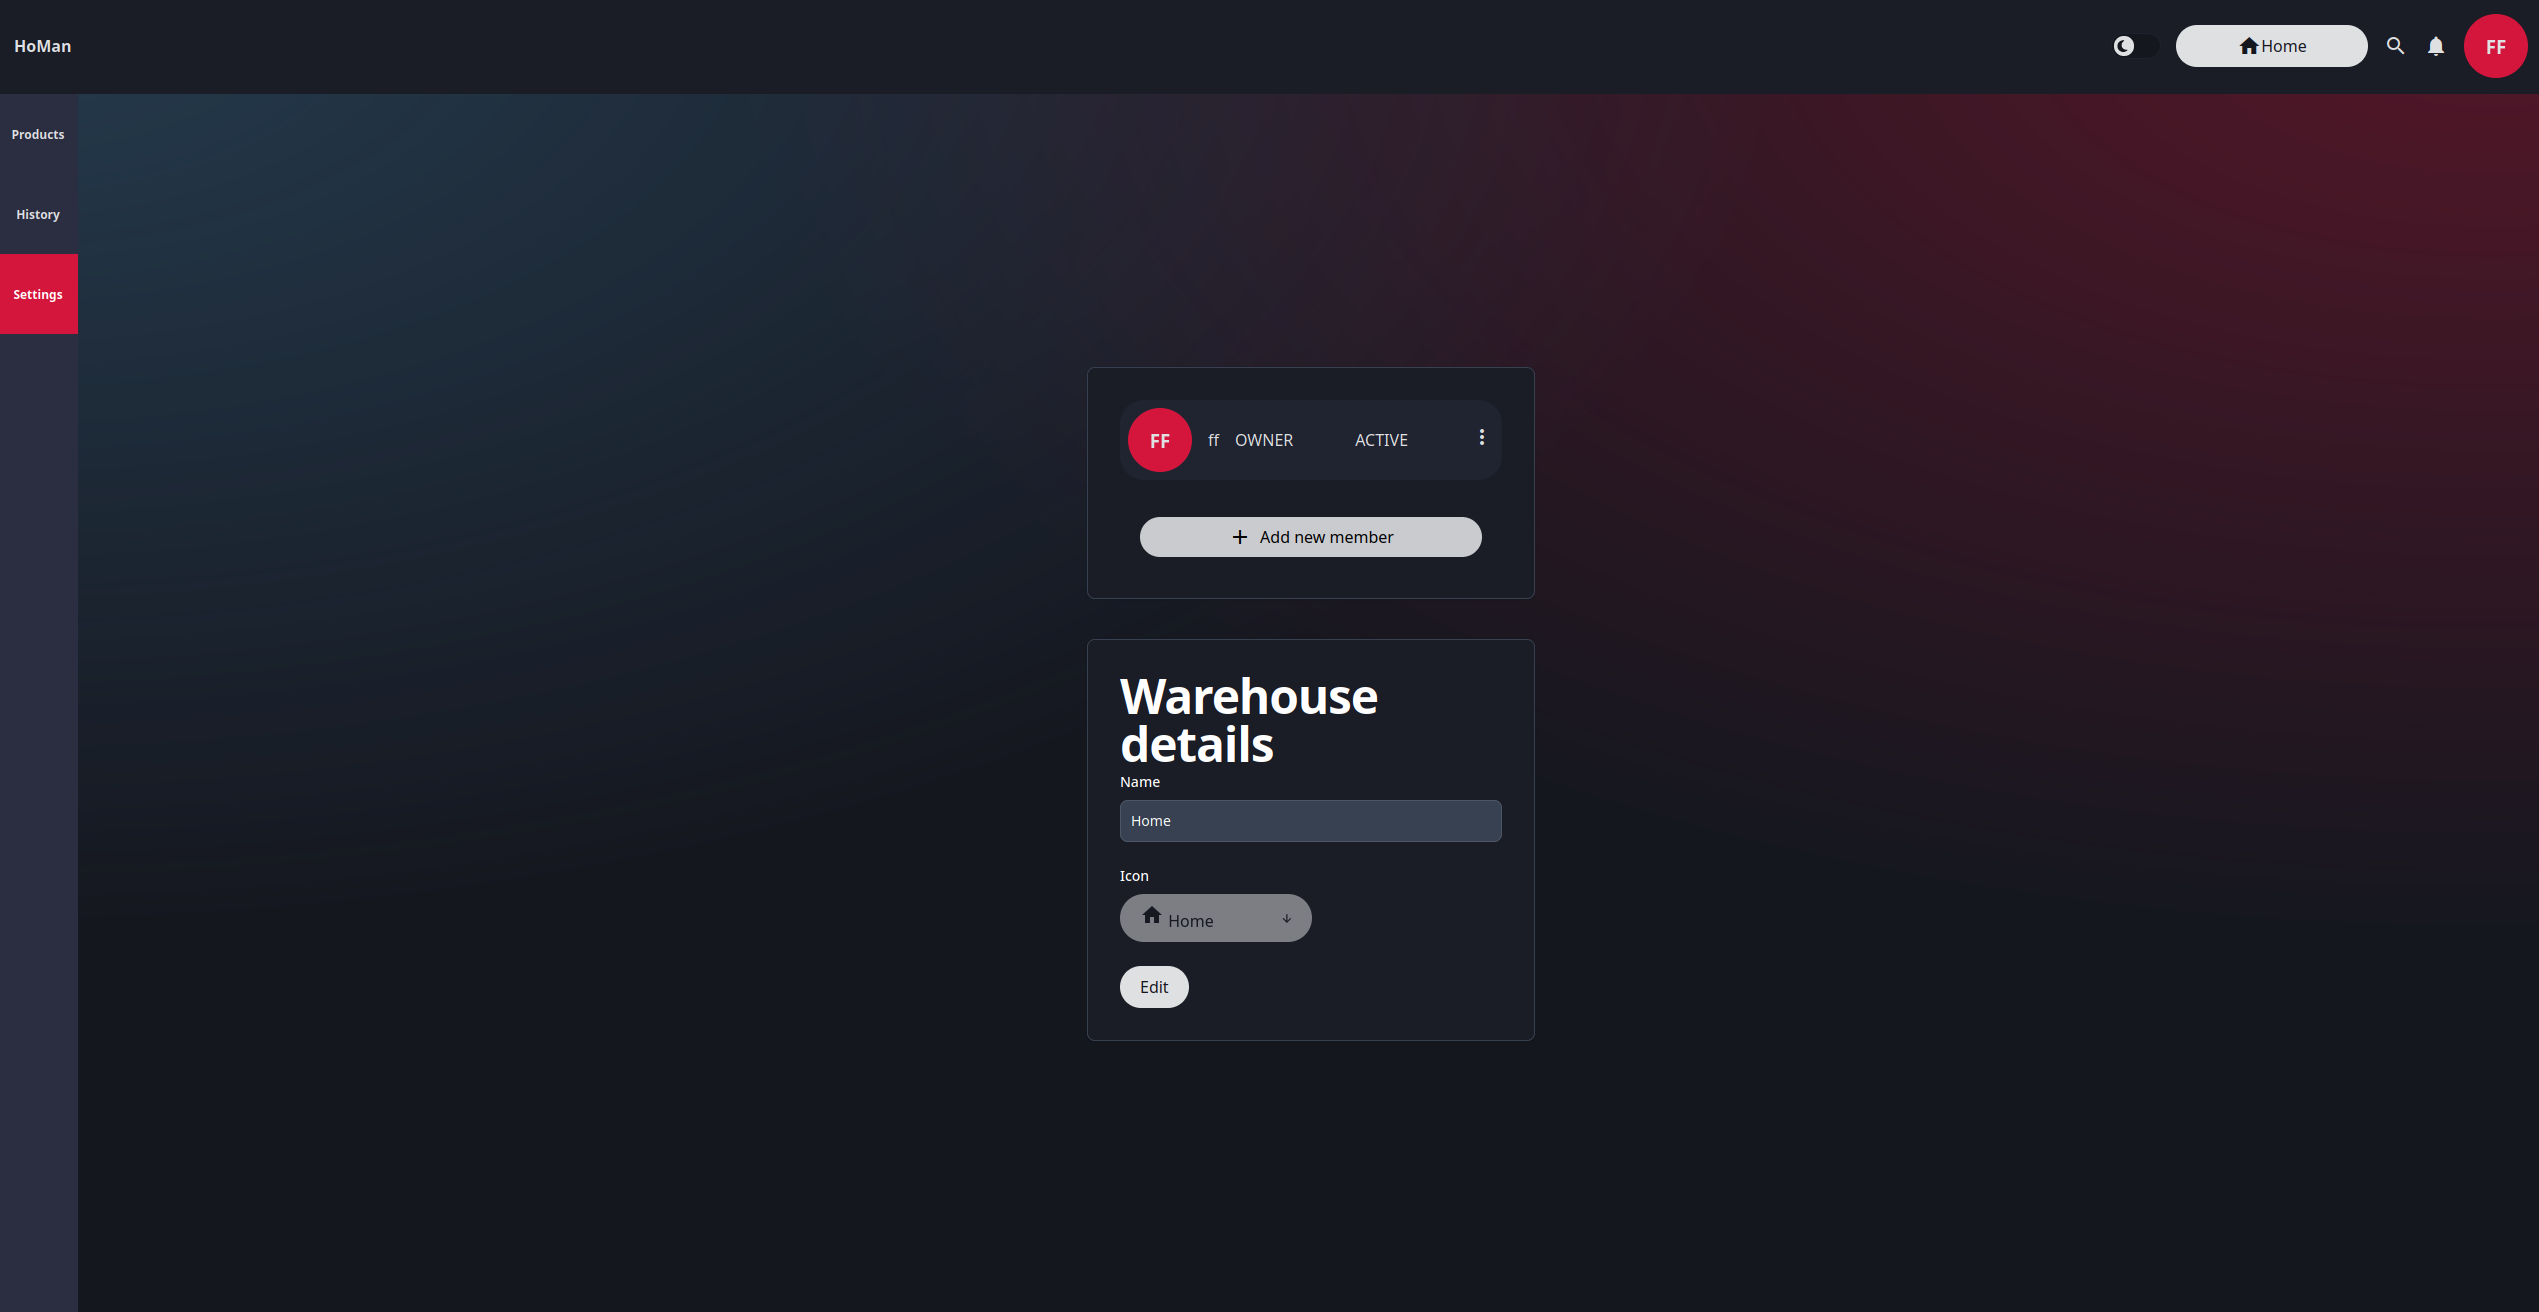 HoMan
Home
FF
Products
History
Settings
FF ff OWNER ACTIVE
Add new member
Warehouse
details
Name
Home
Icon
Home
Edit